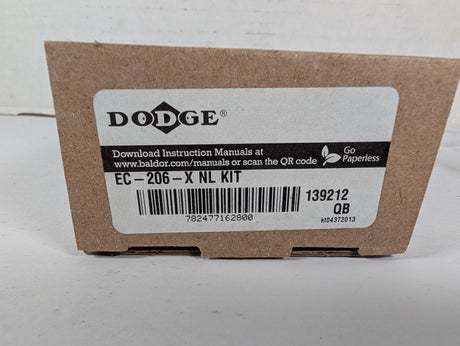 DODGE®
Download Instruction Manuals at
www.baldor.com/manuals or scan the QR code
Go
Paperless
EC-206-X NL KIT
139212
QB
782477162800
kt04372013